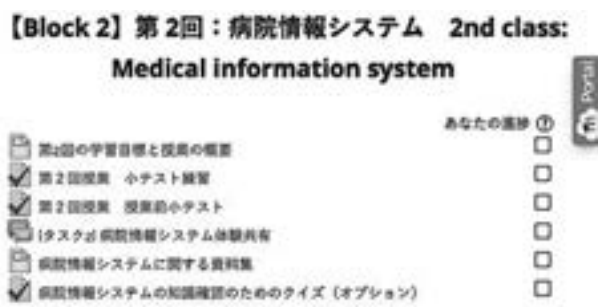 【Block 2】第 2回：病院情報システム　2nd class:
Medical information system
Portal
あなたの進捗
第2回の学習目標と授業の概要
第２回授業　小テスト練習
第２回授業　授業前小テスト
[タスク2] 病院情報システム体験共有
病院情報システムに関する資料集
病院情報システムの知識確認のためのクイズ（オプション）